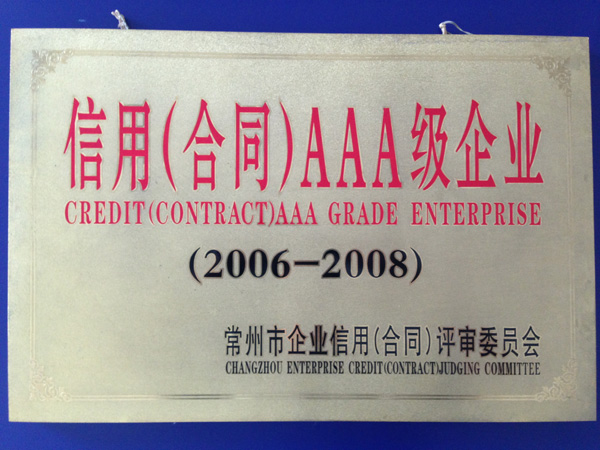 信用(合同)AAA级企业
CREDIT(CONTRACT)AAA GRADE ENTERPRISE
(2006-2008)
常州市企业信用(合同)评审委员会
CHANGZHOU ENTERPRISE CREDIT(CONTRACT)JUDGING COMMITTEE